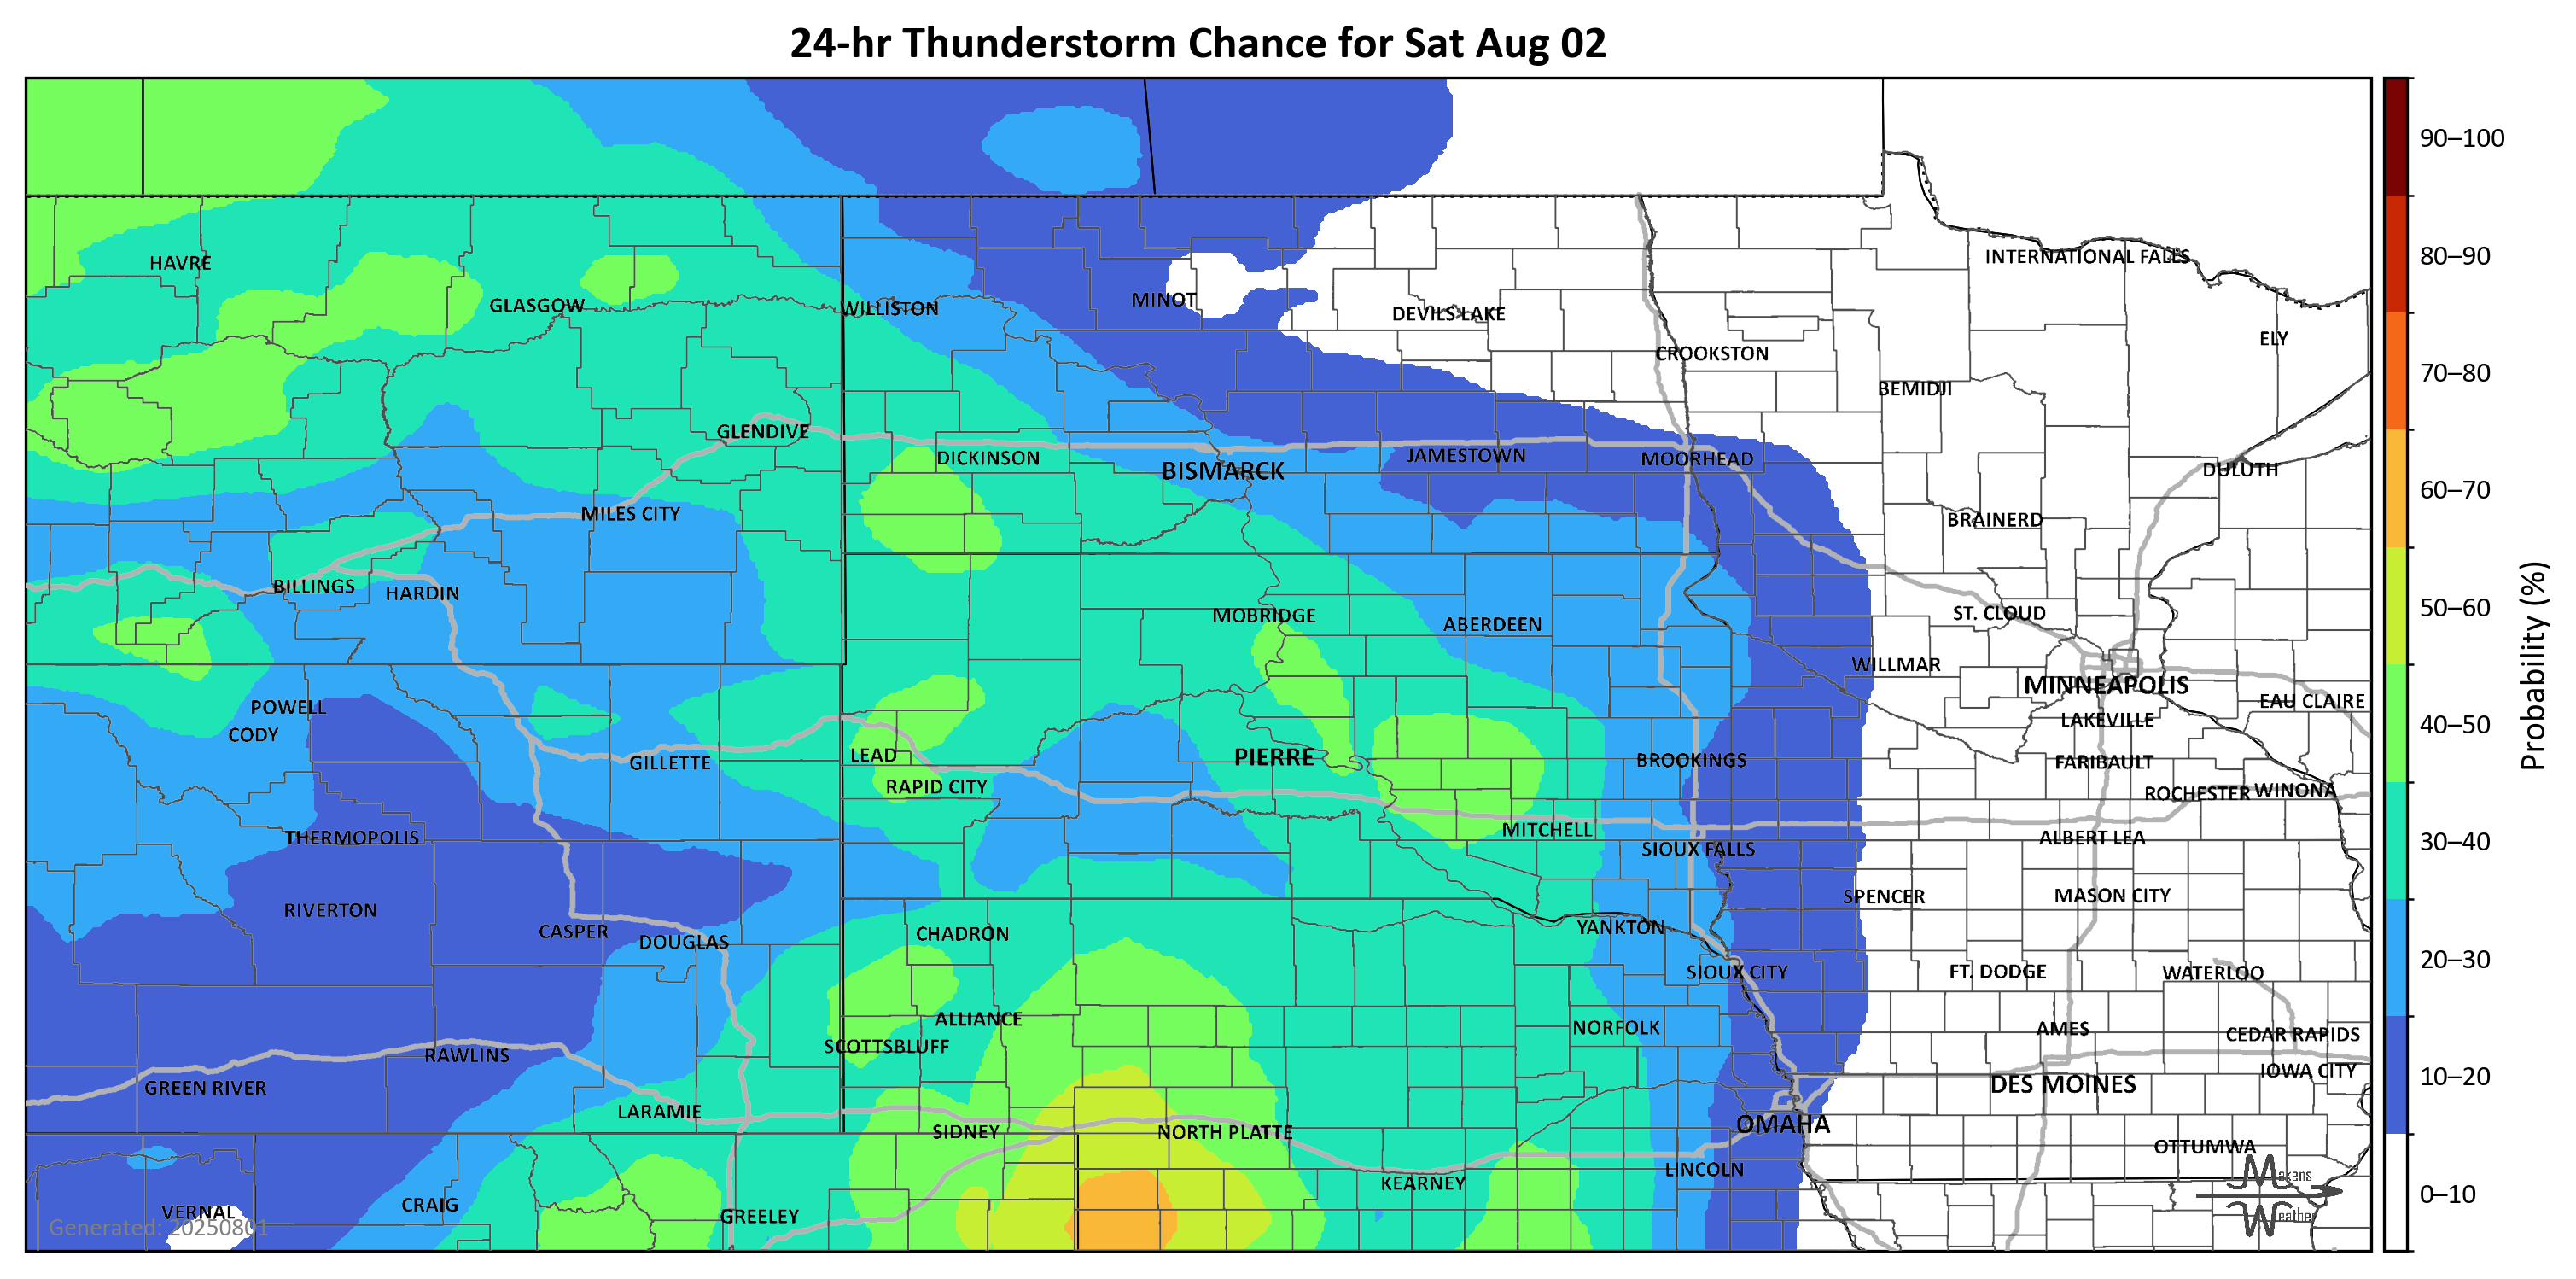 24-hr Thunderstorm Chance for Sat Aug 02
90–100
80–90
70–80
60–70
50–60
40–50
30–40
20–30
10–20
0–10
Probability (%)
HAVRE
GLASGOW
WILLISTON
MINOT
DEVILS LAKE
INTERNATIONAL FALLS
ELY
CROOKSTON
BEMIDJI
GLENDIVE
DICKINSON
BISMARCK
JAMESTOWN
MOORHEAD
DULUTH
MILES CITY
BRAINERD
BILLINGS
HARDIN
MOBRIDGE
ABERDEEN
ST. CLOUD
WILLMAR
MINNEAPOLIS
EAU CLAIRE
POWELL
CODY
LAKEVILLE
GILLETTE
LEAD
RAPID CITY
PIERRE
BROOKINGS
FARIBAULT
ROCHESTER
WINONA
THERMOPOLIS
MITCHELL
SIOUX FALLS
ALBERT LEA
RIVERTON
CASPER
DOUGLAS
CHADRON
YANKTON
SPENCER
MASON CITY
SIOUX CITY
FT. DODGE
WATERLOO
ALLIANCE
SCOTTSBLUFF
NORFOLK
AMES
CEDAR RAPIDS
RAWLINS
GREEN RIVER
DES MOINES
IOWA CITY
LARAMIE
SIDNEY
NORTH PLATTE
OMAHA
OTTUMWA
LINCOLN
KEARNEY
VERNAL
CRAIG
GREELEY
Generated: 20250801
Makens
Weather